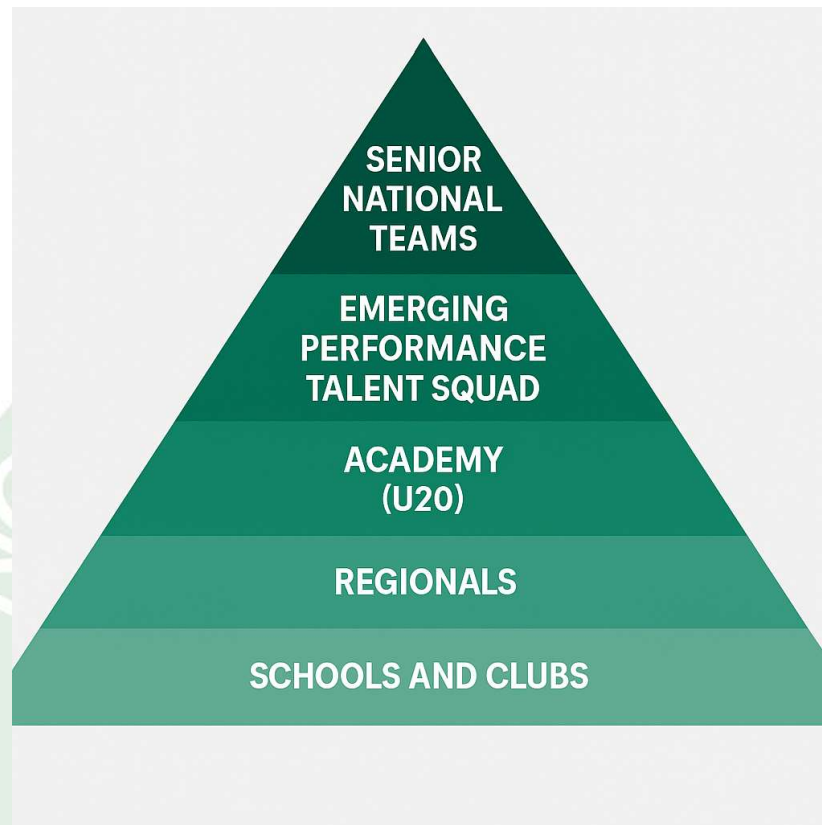 SENIOR
NATIONAL
TEAMS
EMERGING
PERFORMANCE
TALENT SQUAD
ACADEMY
(U20)
REGIONALS
SCHOOLS AND CLUBS